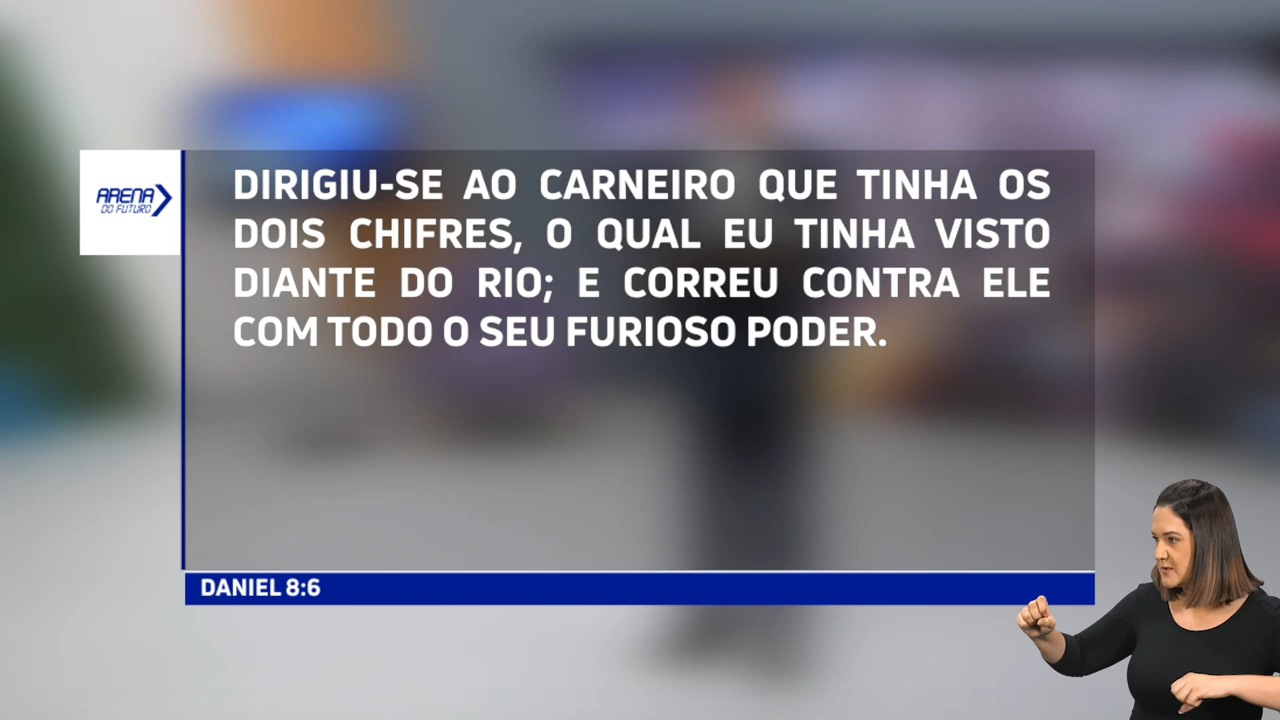 ARENA
DO FUTURO
DIRIGIU-SE AO CARNEIRO QUE TINHA OS
DOIS CHIFRES, O QUAL EU TINHA VISTO
DIANTE DO RIO; E CORREU CONTRA ELE
COM TODO O SEU FURIOSO PODER.
DANIEL 8:6